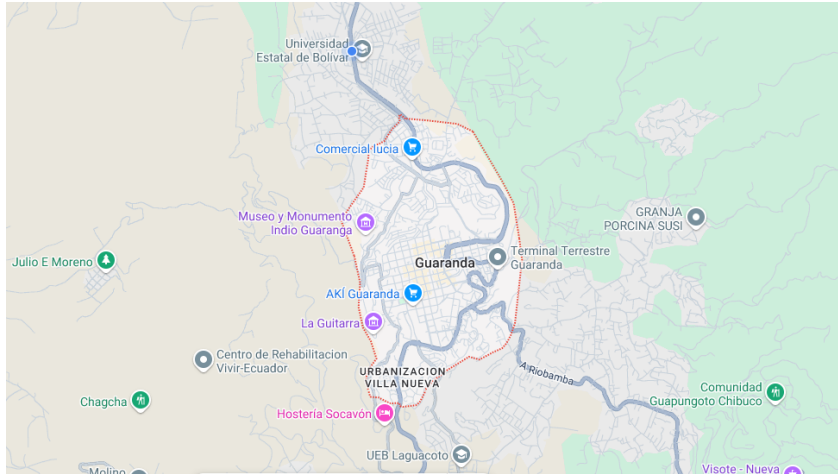 Universidad
Estatal de Bolívar
Comercial lucia
Museo y Monumento
Indio Guaranga
GRANJA
PORCINA SUSI
Julio E Moreno
Guaranda
Terminal Terrestre
Guaranda
AKÍ Guaranda
La Guitarra
Centro de Rehabilitacion
Vivir-Ecuador
URBANIZACION
VILLA NUEVA
A Riobamba
Chagcha
Comunidad
Guapungoto Chibuco
Hostería Socavón
UEB Laguacoto
Molino
Visote - Nueva